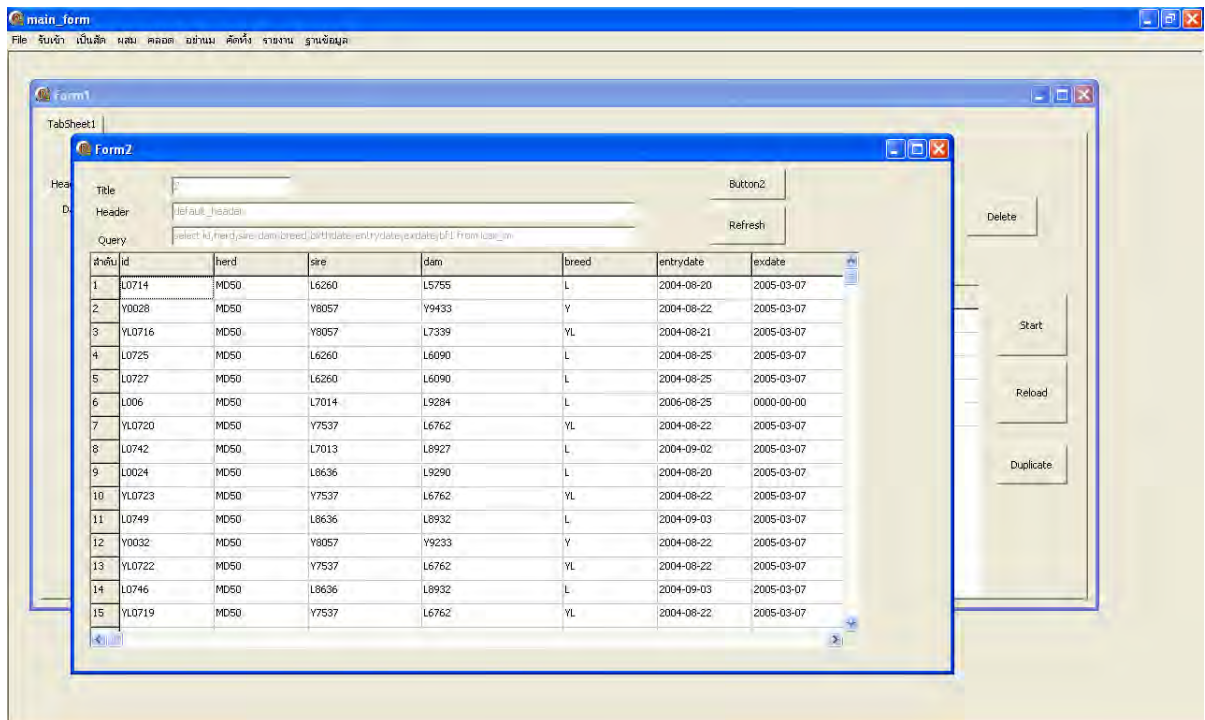 main_form
File รับเข้า เป็นสัด ผสม คลอด อย่านม คัดทิ้ง รายงาน ฐานข้อมูล
Form1
TabSheet1
Form2
Title
Button2
Header default_header
Refresh
Query
Delete
Start
Reload
Duplicate
ลำดับ id herd sire dam breed entrydate exdate
1 L0714 MD50 L6260 L5755 L 2004-08-20 2005-03-07
2 Y0028 MD50 Y8057 Y9433 Y 2004-08-22 2005-03-07
3 YL0716 MD50 Y8057 L7339 YL 2004-08-21 2005-03-07
4 L0725 MD50 L6260 L6090 L 2004-08-25 2005-03-07
5 L0727 MD50 L6260 L6090 L 2004-08-25 2005-03-07
6 L006 MD50 L7014 L9284 L 2006-08-25 0000-00-00
7 YL0720 MD50 Y7537 L6762 YL 2004-08-22 2005-03-07
8 L0742 MD50 L7013 L8927 L 2004-09-02 2005-03-07
9 L0024 MD50 L8636 L9290 L 2004-08-20 2005-03-07
10 YL0723 MD50 Y7537 L6762 YL 2004-08-22 2005-03-07
11 L0749 MD50 L8636 L8932 L 2004-09-03 2005-03-07
12 Y0032 MD50 Y8057 Y9233 Y 2004-08-22 2005-03-07
13 YL0722 MD50 Y7537 L6762 YL 2004-08-22 2005-03-07
14 L0746 MD50 L8636 L8932 L 2004-09-03 2005-03-07
15 YL0719 MD50 Y7537 L6762 YL 2004-08-22 2005-03-07